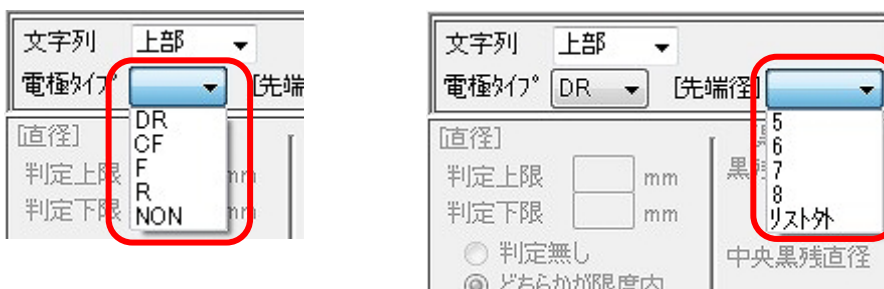 文字列 上部
電極ﾀｲﾌﾟ [先端
DR
CF
F
R
NON
[直径]
判定上限 mm
判定下限 mm
文字列 上部
電極ﾀｲﾌﾟ DR [先端径]
5
6
7
8
リスト外
[直径]
判定上限 mm
判定下限 mm
判定無し
どちらかが限度内
黒残
中央黒残直径